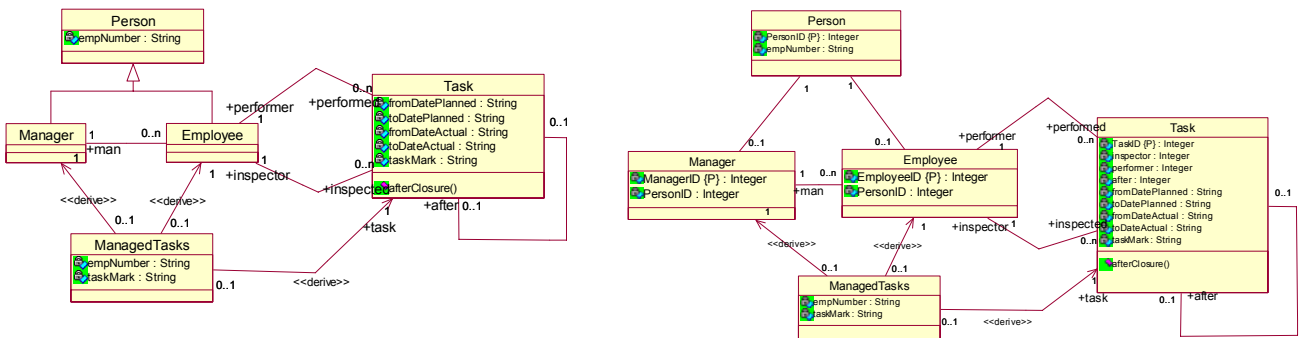 Person
empNumber : String
Manager
Employee
Task
fromDatePlanned : String
toDatePlanned : String
fromDateActual : String
toDateActual : String
taskMark : String
afterClosure()
ManagedTasks
empNumber : String
taskMark : String
1
+man
0..n
+performer
1
+performed
0..n
1
+inspector
0..n
+inspected
0..1
+after
0..1
1
<<derive>>
0..1
1
<<derive>>
0..1
1
+task
<<derive>>
0..1
Person
PersonID {P} : Integer
empNumber : String
Manager
ManagerID {P} : Integer
PersonID : Integer
Employee
EmployeeID {P} : Integer
PersonID : Integer
Task
TaskID {P} : Integer
inspector : Integer
performer : Integer
after : Integer
fromDatePlanned : String
toDatePlanned : String
fromDateActual : String
toDateActual : String
taskMark : String
afterClosure()
ManagedTasks
empNumber : String
taskMark : String
1
1
0..1
0..1
1
+man
0..n
+performer
1
+performed
0..n
+inspector
1
+inspected
0..n
0..1
0..1
+after
1
<<derive>>
0..1
1
<<derive>>
0..1
1
+task
<<derive>>
0..1